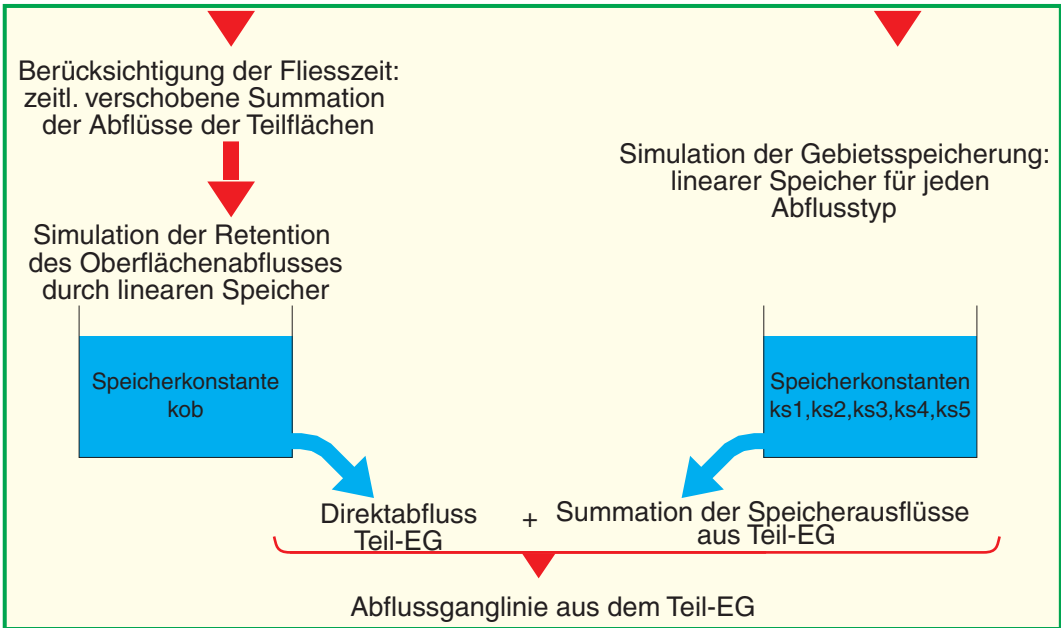 Berücksichtigung der Fliesszeit:
zeitl. verschobene Summation
der Abflüsse der Teilflächen
Simulation der Retention
des Oberflächenabflusses
durch linearen Speicher
Speicherkonstante
kob
Simulation der Gebietsspeicherung:
linearer Speicher für jeden
Abflusstyp
Speicherkonstanten
ks1,ks2,ks3,ks4,ks5
Direktabfluss
Teil-EG
+
Summation der Speicherausflüsse
aus Teil-EG
Abflussganglinie aus dem Teil-EG